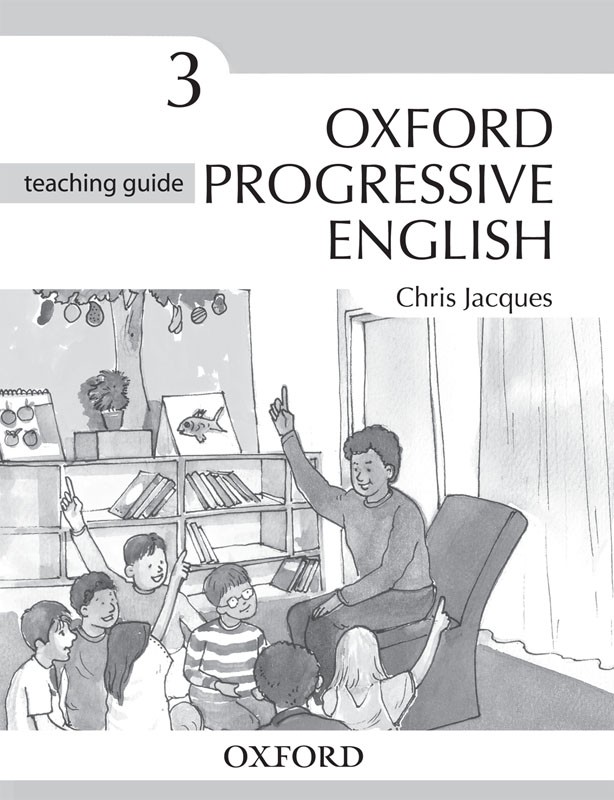 3
OXFORD
teaching guide
PROGRESSIVE
ENGLISH
Chris Jacques
OXFORD